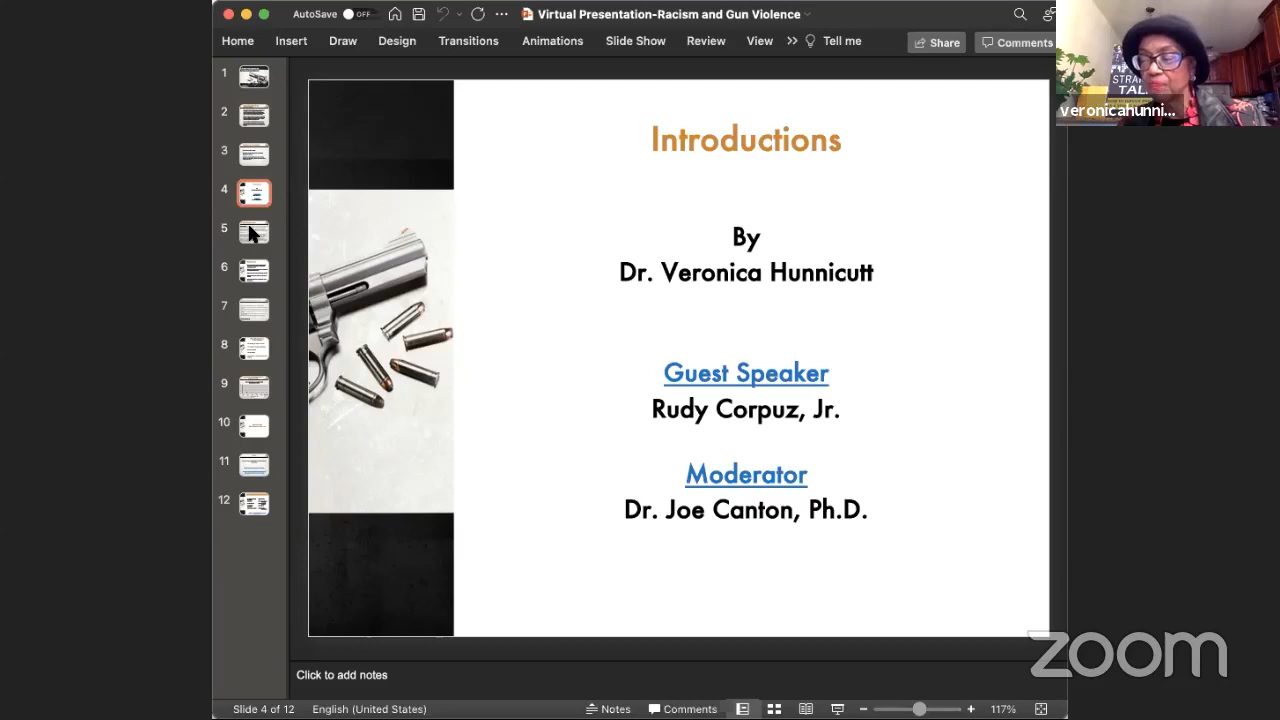 AutoSave OFF
Virtual Presentation-Racism and Gun Violence
Home Insert Draw Design Transitions Animations Slide Show Review View Tell me Share Comments
1
2
3
4
5
6
7
8
9
10
11
12
Introductions
By
Dr. Veronica Hunnicutt
Guest Speaker
Rudy Corpuz, Jr.
Moderator
Dr. Joe Canton, Ph.D.
veronicahunni...
zoom
Click to add notes
Slide 4 of 12 English (United States) Notes Comments 117%